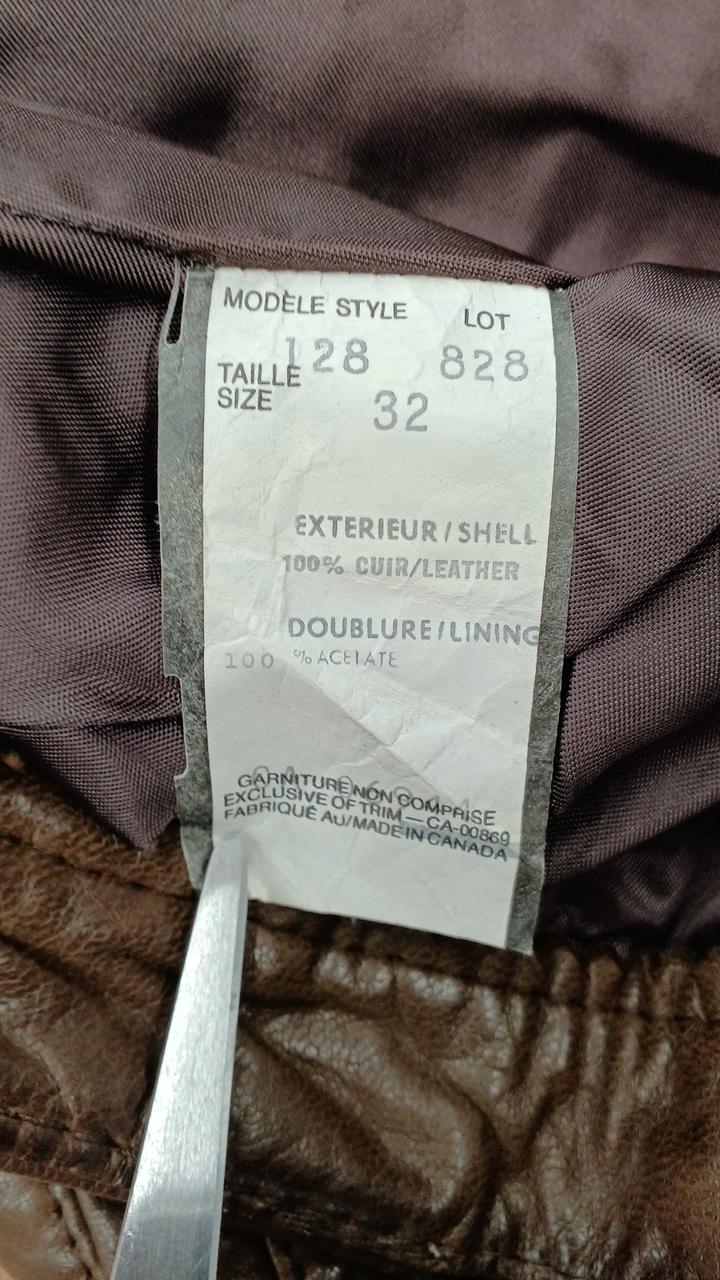 MODÈLE STYLE LOT
128 828
TAILLE
SIZE 32
EXTERIEUR/SHELL
100% CUIR/LEATHER
DOUBLURE/LINING
100 % ACETATE
GARNITURE NON COMPRISE
EXCLUSIVE OF TRIM — CA-00869
FABRIQUÉ AU/MADE IN CANADA